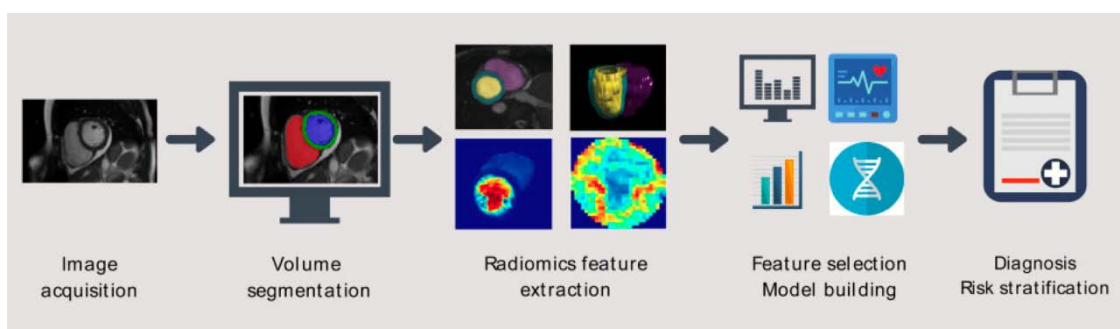 Image
acquisition
Volume
segmentation
Radiomics feature
extraction
Feature selection
Model building
Diagnosis
Risk stratification